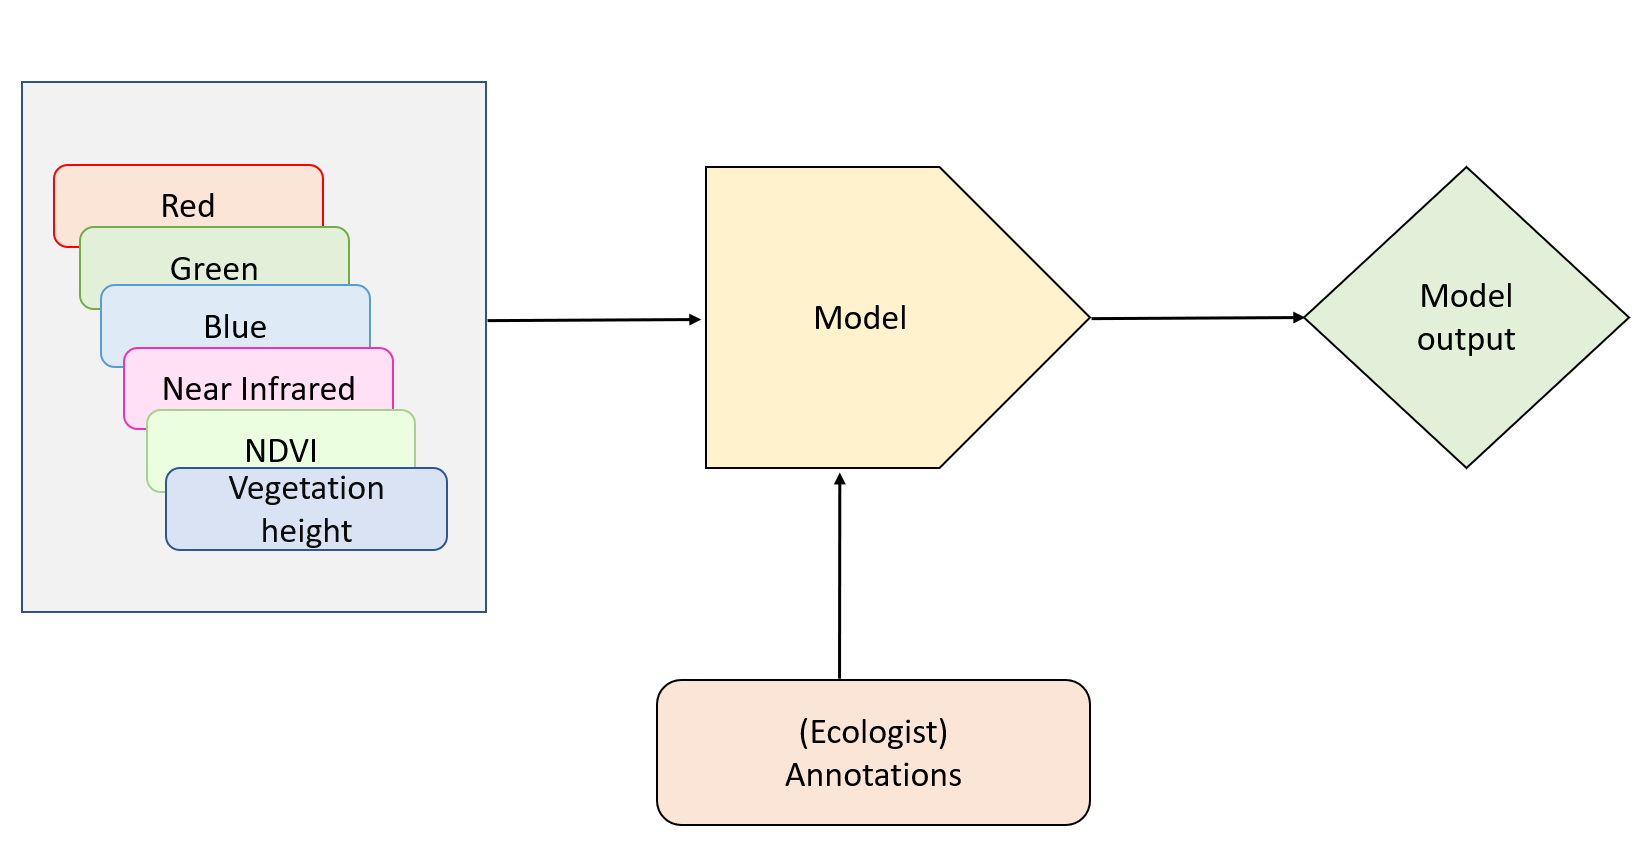 Red
Green
Blue
Near Infrared
NDVI
Vegetation
height
Model
Model
output
(Ecologist)
Annotations